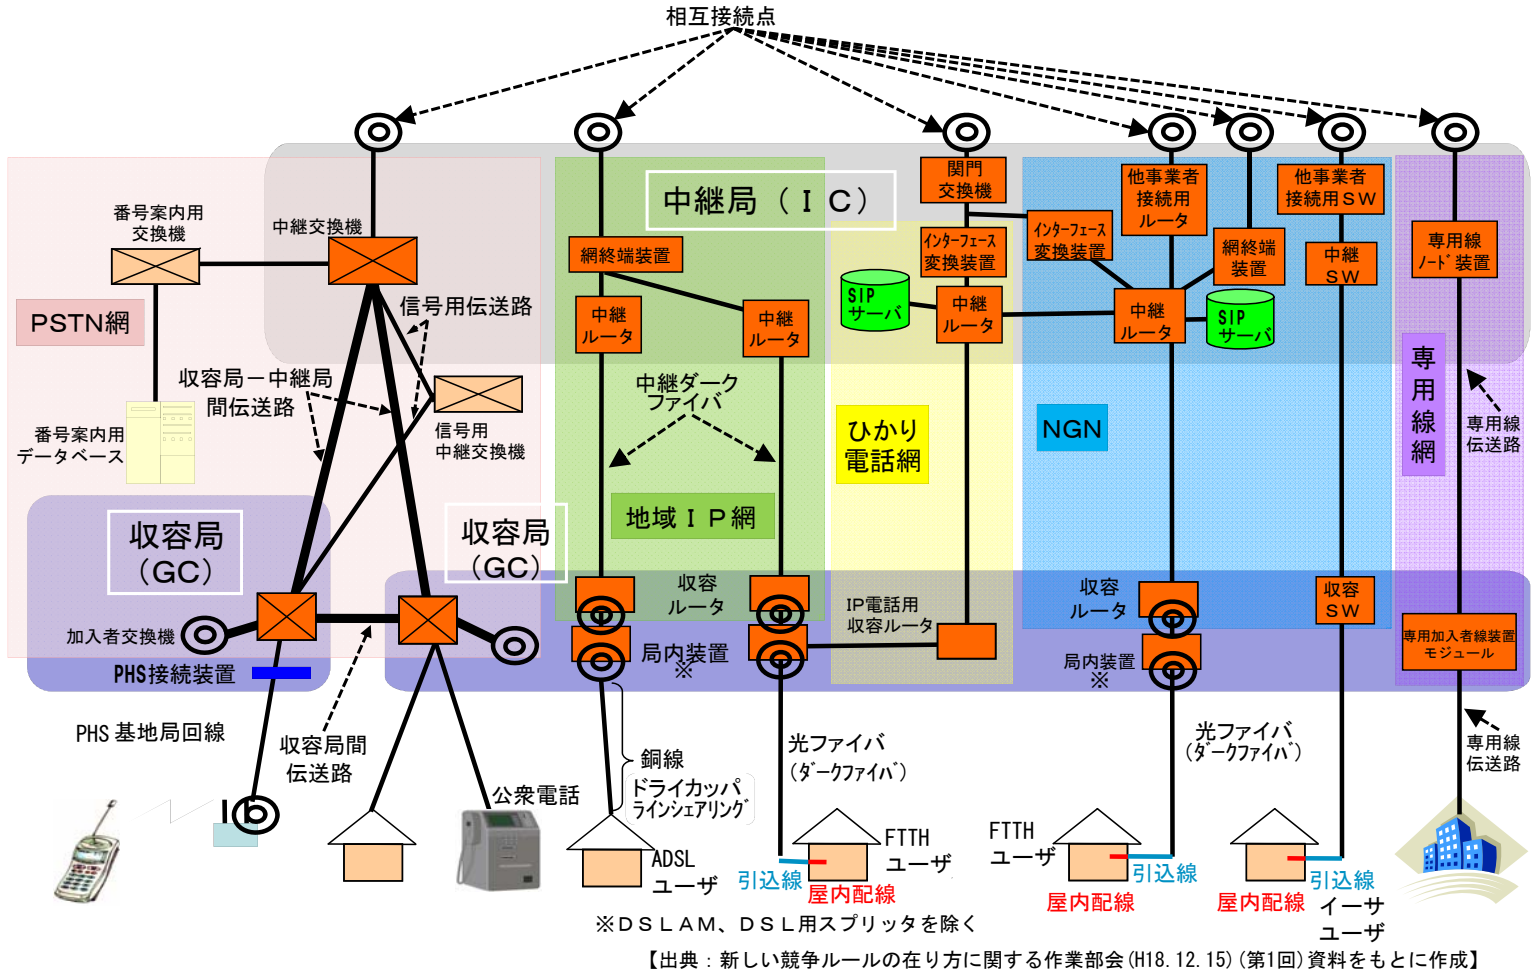 相互接続点
中継局（ＩＣ）
番号案内用
交換機
中継交換機
PSTN網
信号用伝送路
収容局－中継局
間伝送路
番号案内用
データベース
信号用
中継交換機
収容局
（GC）
収容局
（GC）
加入者交換機
PHS接続装置
PHS基地局回線
収容局間
伝送路
公衆電話
網終端装置
中継
ルータ
中継
ルータ
中継ダーク
ファイバ
地域ＩＰ網
収容
ルータ
局内装置
※
銅線
ドライカッパ
ラインシェアリング
ADSL
ユーザ
光ファイバ
(ダークファイバ)
引込線
屋内配線
FTTH
ユーザ
関門
交換機
インターフェース
変換装置
SIP
サーバ
中継
ルータ
ひかり
電話網
IP電話用
収容ルータ
インターフェース
変換装置
他事業者
接続用
ルータ
網終端
装置
中継
ルータ
SIP
サーバ
NGN
収容
ルータ
局内装置
※
光ファイバ
(ダークファイバ)
FTTH
ユーザ
引込線
屋内配線
他事業者
接続用ＳＷ
中継
ＳＷ
収容
ＳＷ
引込線
屋内配線
イーサ
ユーザ
専用線
ノード装置
専
用
線
網
専用線
伝送路
専用加入者線装置
モジュール
専用線
伝送路
※ＤＳＬＡＭ、ＤＳＬ用スプリッタを除く
【出典：新しい競争ルールの在り方に関する作業部会(H18.12.15)(第1回)資料をもとに作成】